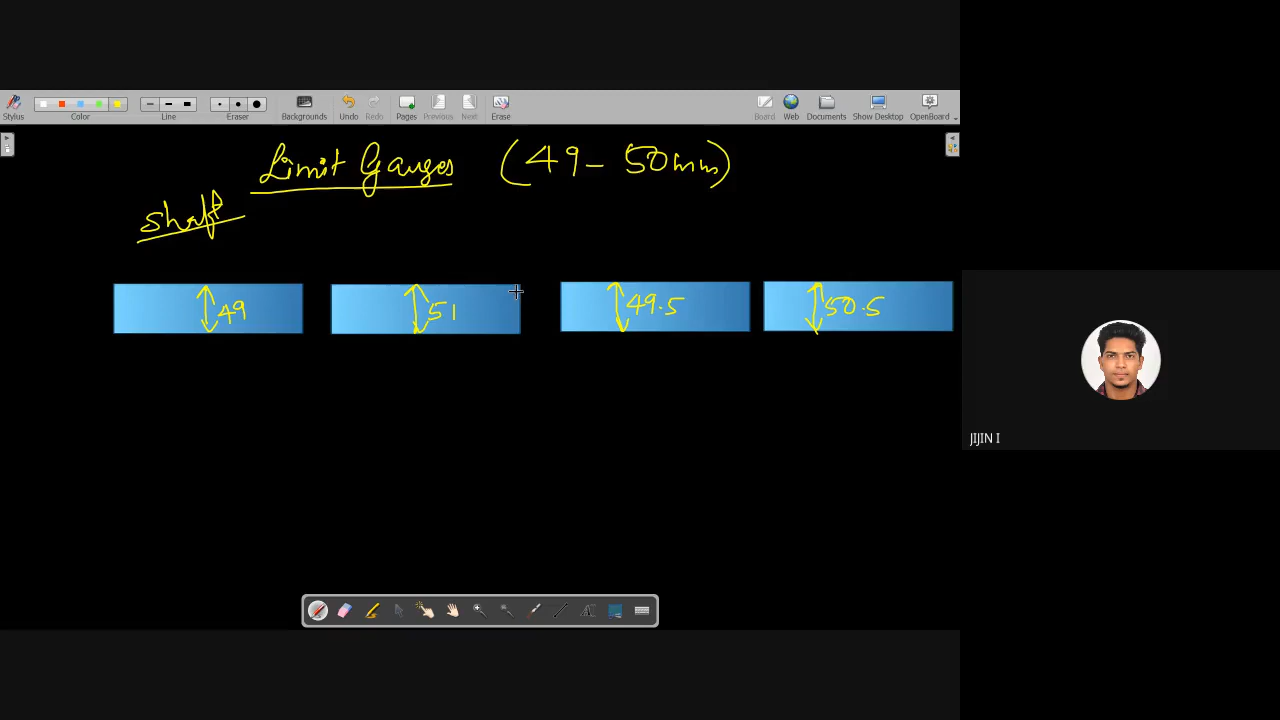 Stylus Color Line Eraser Backgrounds Undo Redo Pages Previous Next Erase Board Web Documents Show Desktop OpenBoard
Limit Gauges (49 - 50mm)
Shaft
49 51 49.5 50.5
JIJIN I